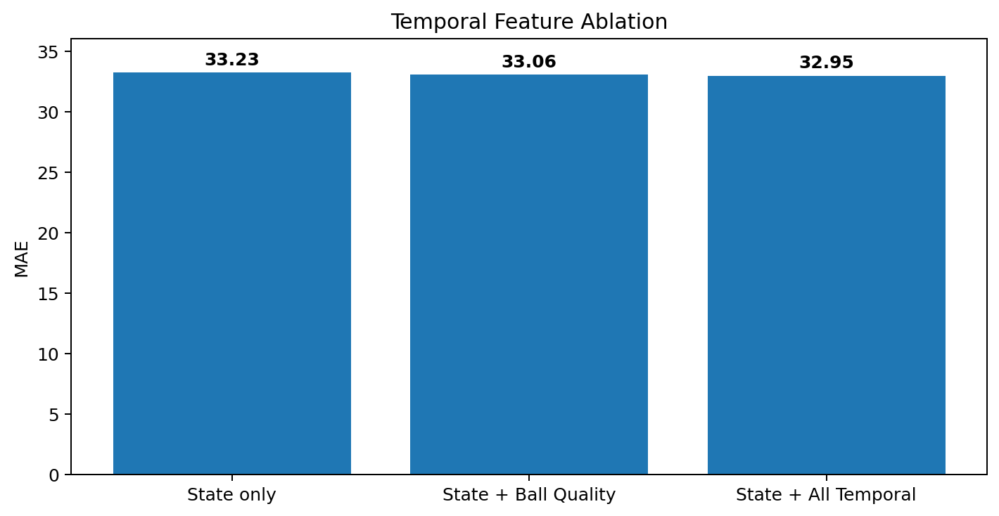 Temporal Feature Ablation
33.23
33.06
32.95
MAE
35
30
25
20
15
10
5
0
State only
State + Ball Quality
State + All Temporal